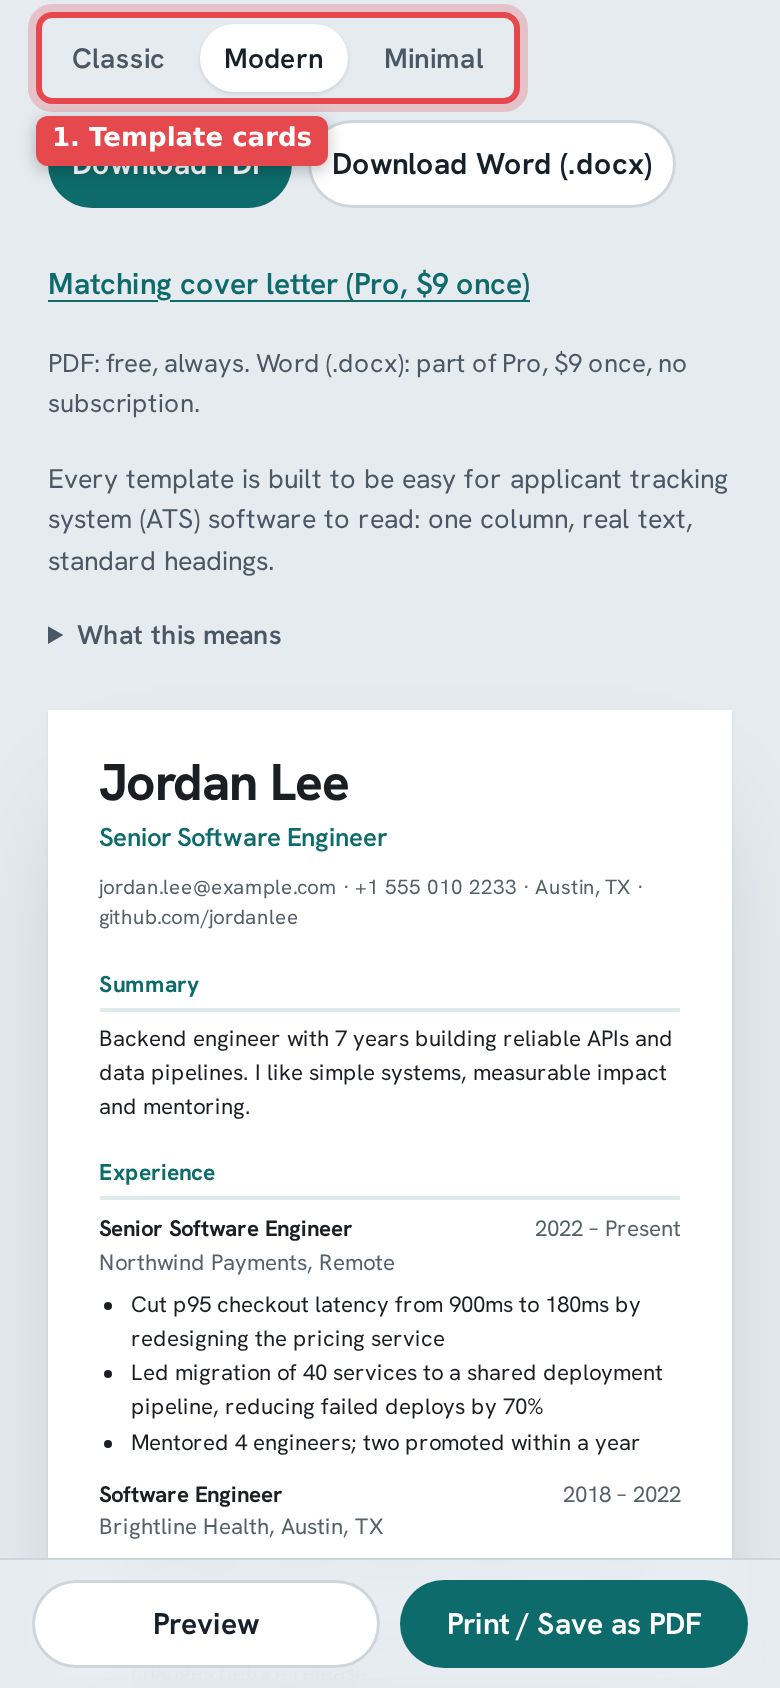 Classic Modern Minimal
1. Template cards
Download PDF Download Word (.docx)
Matching cover letter (Pro, $9 once)
PDF: free, always. Word (.docx): part of Pro, $9 once, no
subscription.
Every template is built to be easy for applicant tracking
system (ATS) software to read: one column, real text,
standard headings.
What this means
Jordan Lee
Senior Software Engineer
jordan.lee@example.com · +1 555 010 2233 · Austin, TX ·
github.com/jordanlee
Summary
Backend engineer with 7 years building reliable APIs and
data pipelines. I like simple systems, measurable impact
and mentoring.
Experience
Senior Software Engineer 2022 – Present
Northwind Payments, Remote
• Cut p95 checkout latency from 900ms to 180ms by
redesigning the pricing service
• Led migration of 40 services to a shared deployment
pipeline, reducing failed deploys by 70%
• Mentored 4 engineers; two promoted within a year
Software Engineer 2018 – 2022
Brightline Health, Austin, TX
Preview Print / Save as PDF